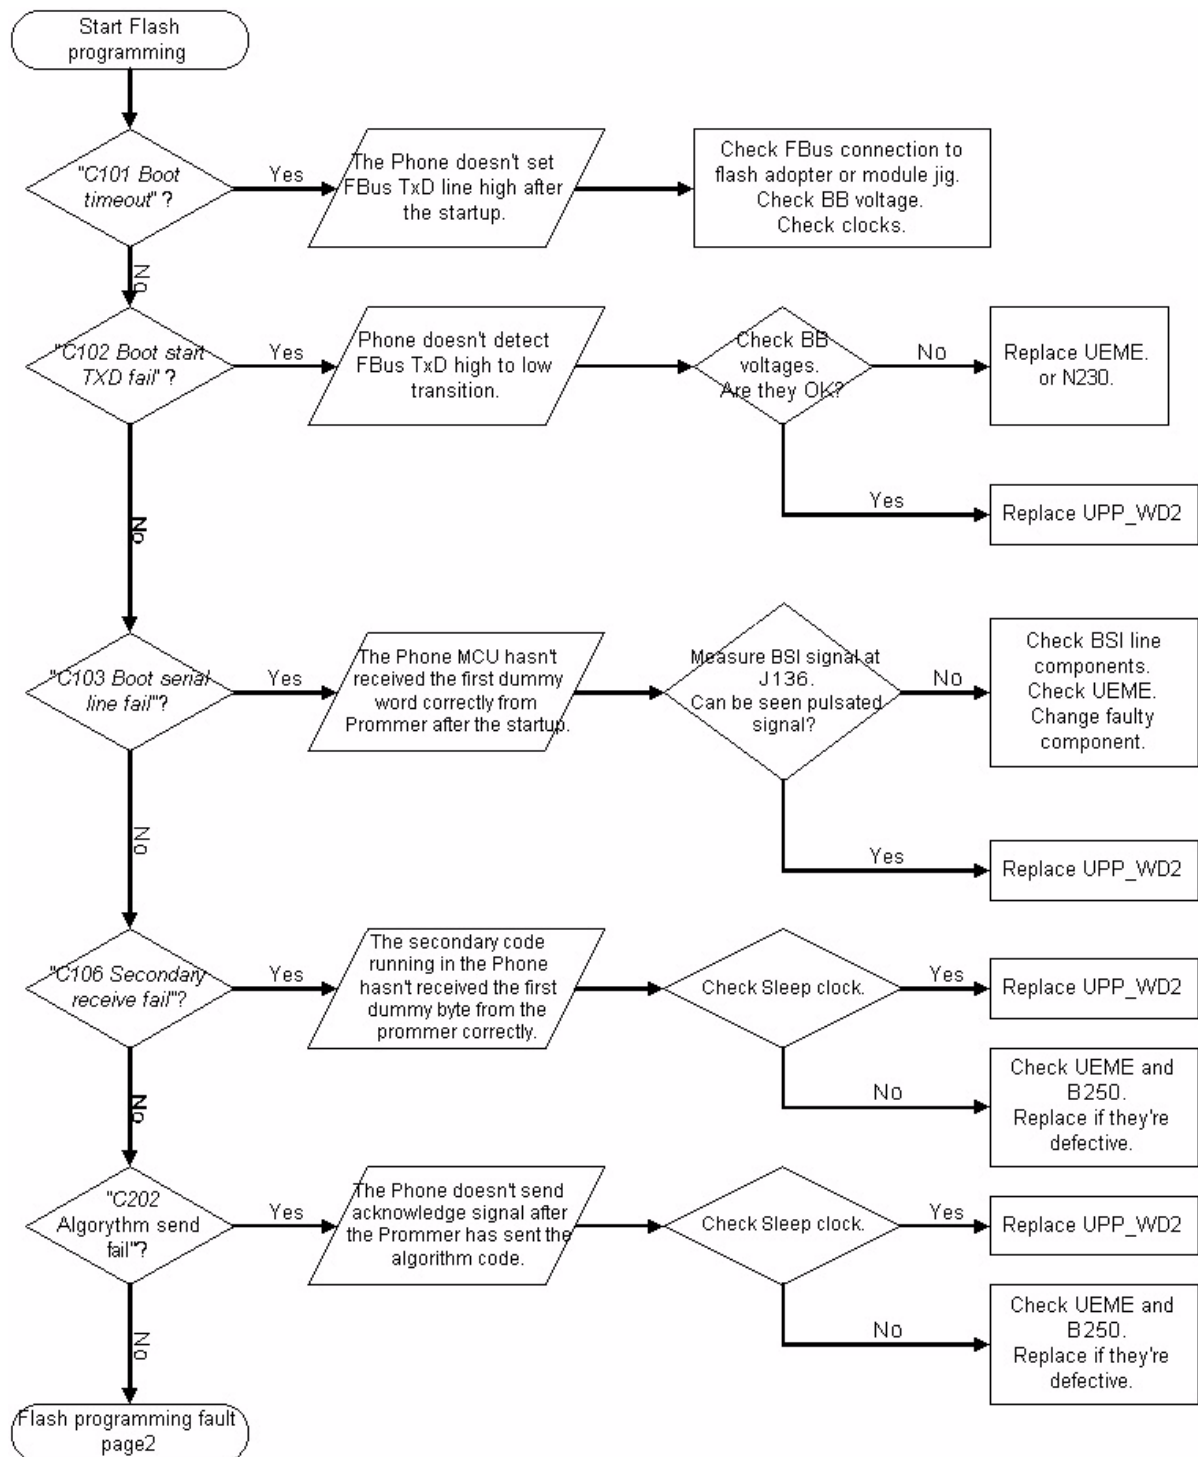 Start Flash
programming
"C101 Boot
timeout" ?
Yes
The Phone doesn't set
FBus TxD line high after
the startup.
Check FBus connection to
flash adopter or module jig.
Check BB voltage.
Check clocks.
No
"C102 Boot start
TXD fail" ?
Yes
Phone doesn't detect
FBus TxD high to low
transition.
Check BB
voltages.
Are they OK?
No
Replace UEME.
or N230.
Yes
Replace UPP_WD2
No
"C103 Boot serial
line fail"?
Yes
The Phone MCU hasn't
received the first dummy
word correctly from
Prommer after the startup.
Measure BSI signal at
J136.
Can be seen pulsated
signal?
No
Check BSI line
components.
Check UEME.
Change faulty
component.
Yes
Replace UPP_WD2
No
"C106 Secondary
receive fail"?
Yes
The secondary code
running in the Phone
hasn't received the first
dummy byte from the
prommer correctly.
Check Sleep clock.
Yes
Replace UPP_WD2
No
Check UEME and
B250.
Replace if they're
defective.
No
"C202
Algorythm send
fail"?
Yes
The Phone doesn't send
acknowledge signal after
the Prommer has sent the
algorithm code.
Check Sleep clock.
Yes
Replace UPP_WD2
No
Check UEME and
B250.
Replace if they're
defective.
No
Flash programming fault
page2